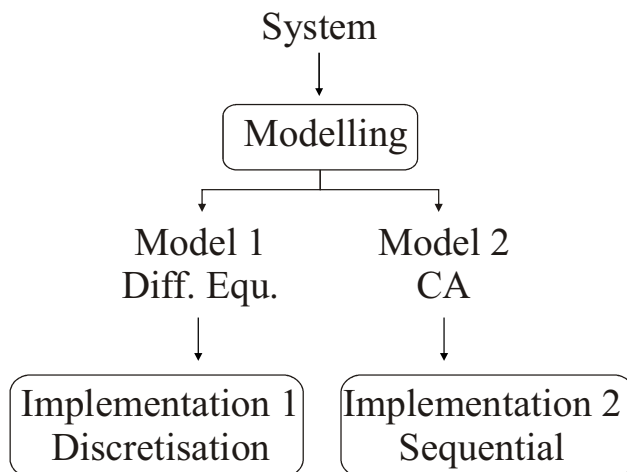 System
Modelling
Model 1
Diff. Equ.
Model 2
CA
Implementation 1
Discretisation
Implementation 2
Sequential